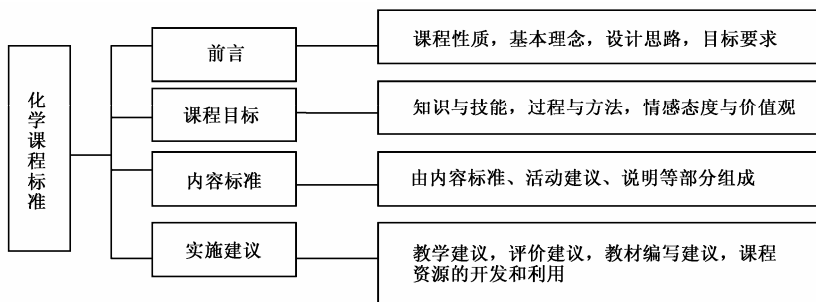 化学课程标准
前言
课程性质，基本理念，设计思路，目标要求
课程目标
知识与技能，过程与方法，情感态度与价值观
内容标准
由内容标准、活动建议、说明等部分组成
实施建议
教学建议，评价建议，教材编写建议，课程
资源的开发和利用